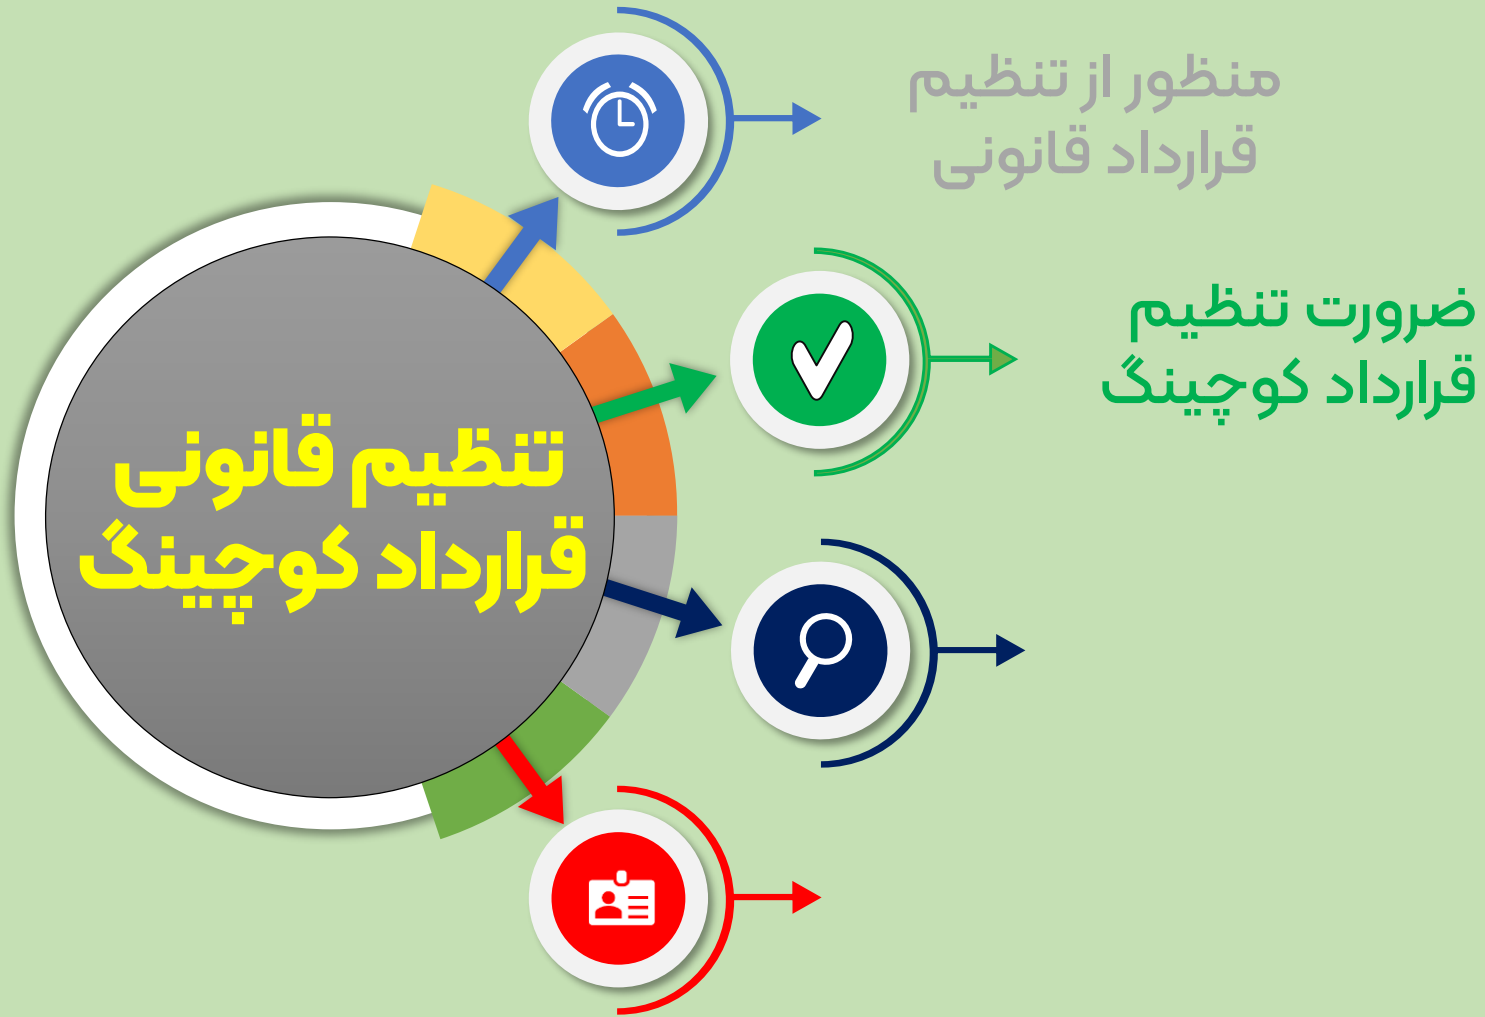 منظور از تنظیم
قرارداد قانونی
ضرورت تنظیم
قرارداد کوچینگ
تنظیم قانونی
قرارداد کوچینگ